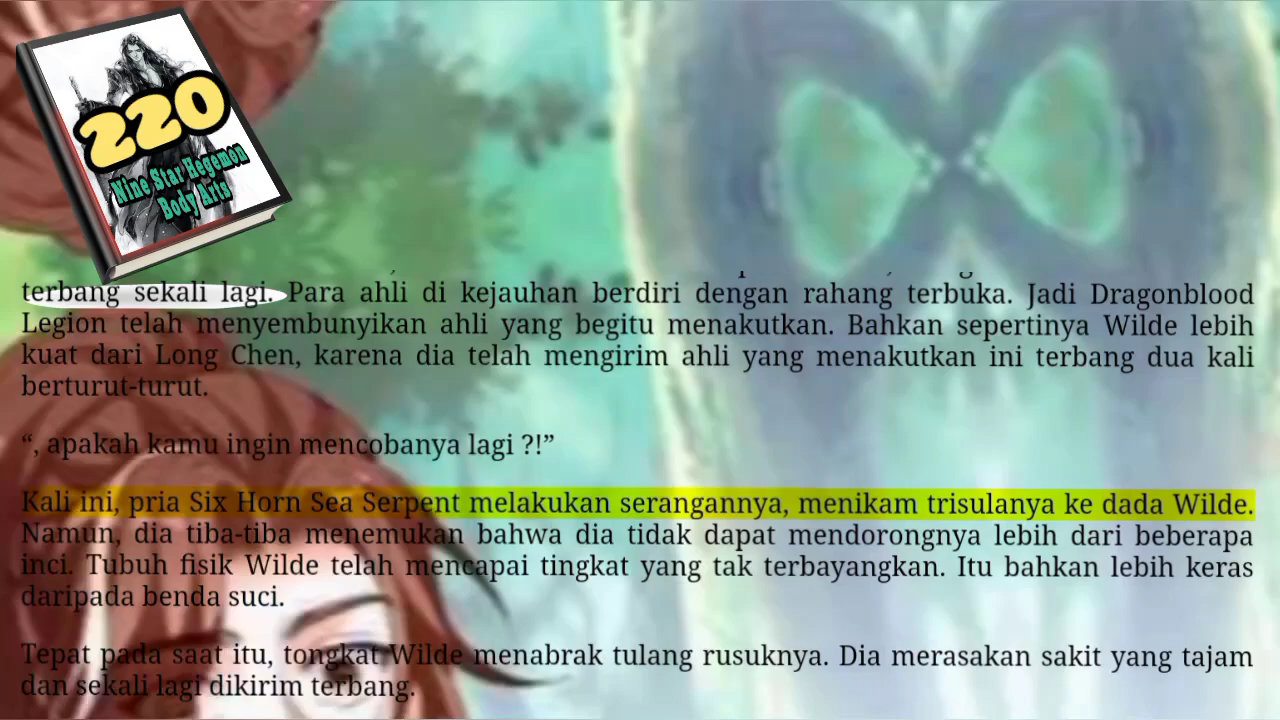 220
Nine Star Hegemon
Body Arts
terbang sekali lagi. Para ahli di kejauhan berdiri dengan rahang terbuka. Jadi Dragonblood
Legion telah menyembunyikan ahli yang begitu menakutkan. Bahkan sepertinya Wilde lebih
kuat dari Long Chen, karena dia telah mengirim ahli yang menakutkan ini terbang dua kali
berturut-turut.
“, apakah kamu ingin mencobanya lagi ?!”
Kali ini, pria Six Horn Sea Serpent melakukan serangannya, menikam trisulanya ke dada Wilde.
Namun, dia tiba-tiba menemukan bahwa dia tidak dapat mendorongnya lebih dari beberapa
inci. Tubuh fisik Wilde telah mencapai tingkat yang tak terbayangkan. Itu bahkan lebih keras
daripada benda suci.
Tepat pada saat itu, tongkat Wilde menabrak tulang rusuknya. Dia merasakan sakit yang tajam
dan sekali lagi dikirim terbang.